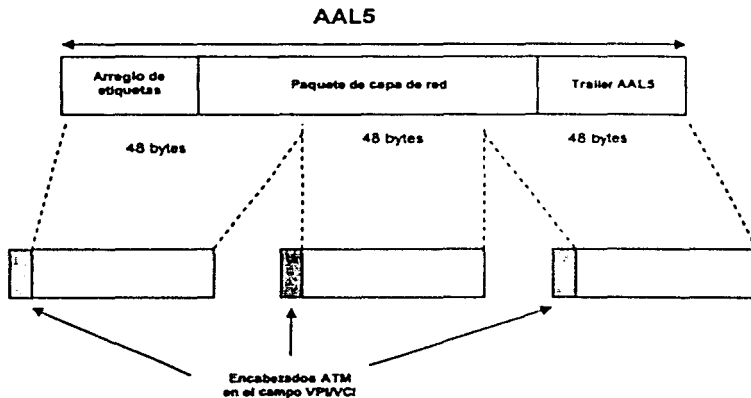 AAL5
Arreglo de
etiquetas
Paquete de capa de red
Trailer AAL5
48 bytes
48 bytes
48 bytes
Encabezados ATM
en el campo VPI/VCI